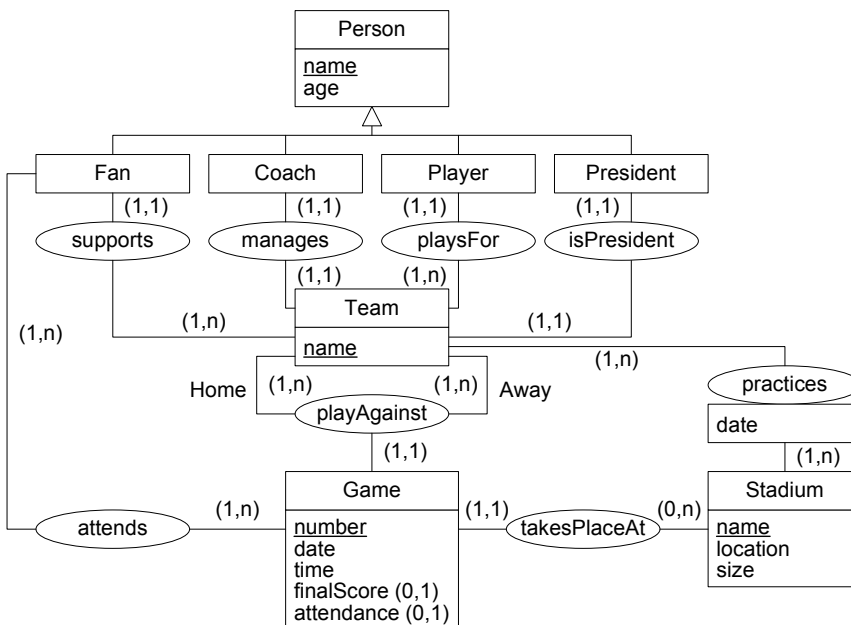 Person
name
age
Fan
Coach
Player
President
(1,1)
(1,1)
(1,1)
(1,1)
supports
manages
playsFor
isPresident
(1,1)
(1,n)
Team
(1,n)
(1,1)
(1,n)
name
(1,n)
Home
(1,n)
(1,n)
Away
practices
playAgainst
date
(1,1)
(1,n)
Game
Stadium
(1,n)
(1,1)
(0,n)
attends
number
takesPlaceAt
name
date
location
time
size
finalScore (0,1)
attendance (0,1)